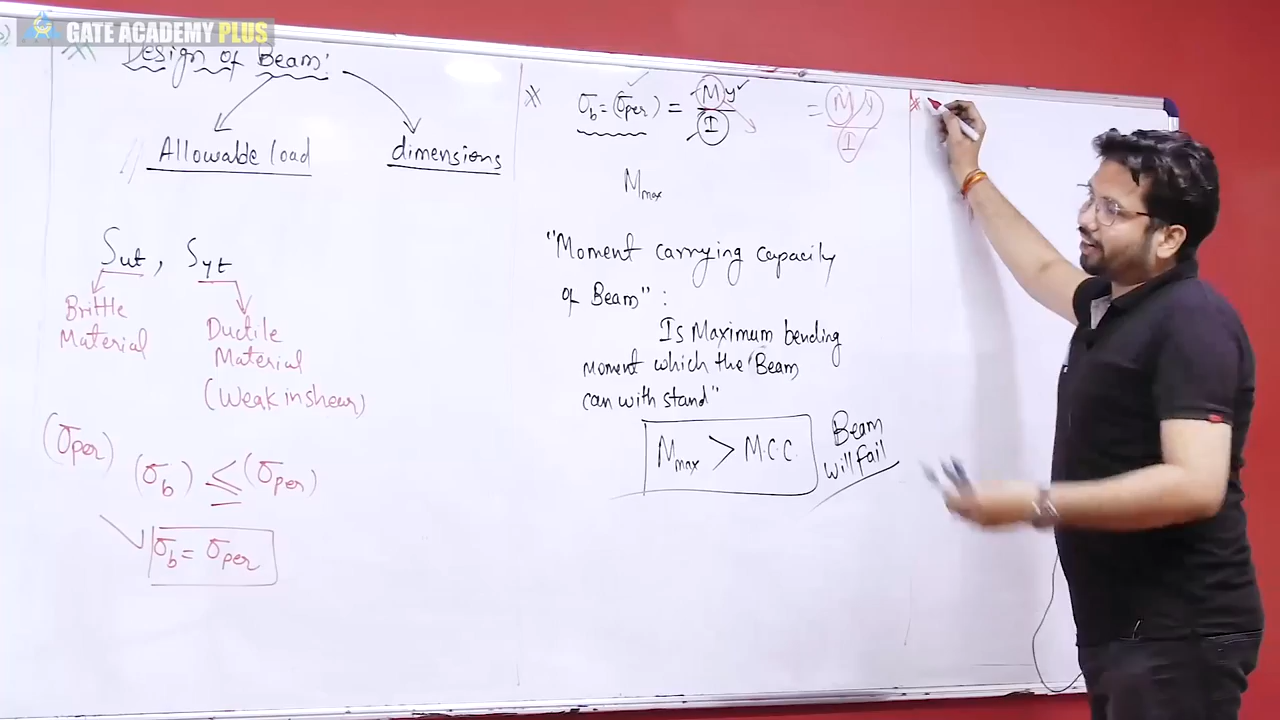 GATE ACADEMY PLUS
Design of Beam:
Allowable load
dimensions
Sut, Syt
Brittle
Material
Ductile
Material
(Weak in shear)
(σper)
(σb) ≤ (σper)
σb = σper
σb = (σper) = My/I
= My/I
Mmax
"Moment carrying capacity
of Beam" :
Is Maximum bending
moment which the "Beam
can with stand"
Mmax > M.C.C.
Beam
will fail